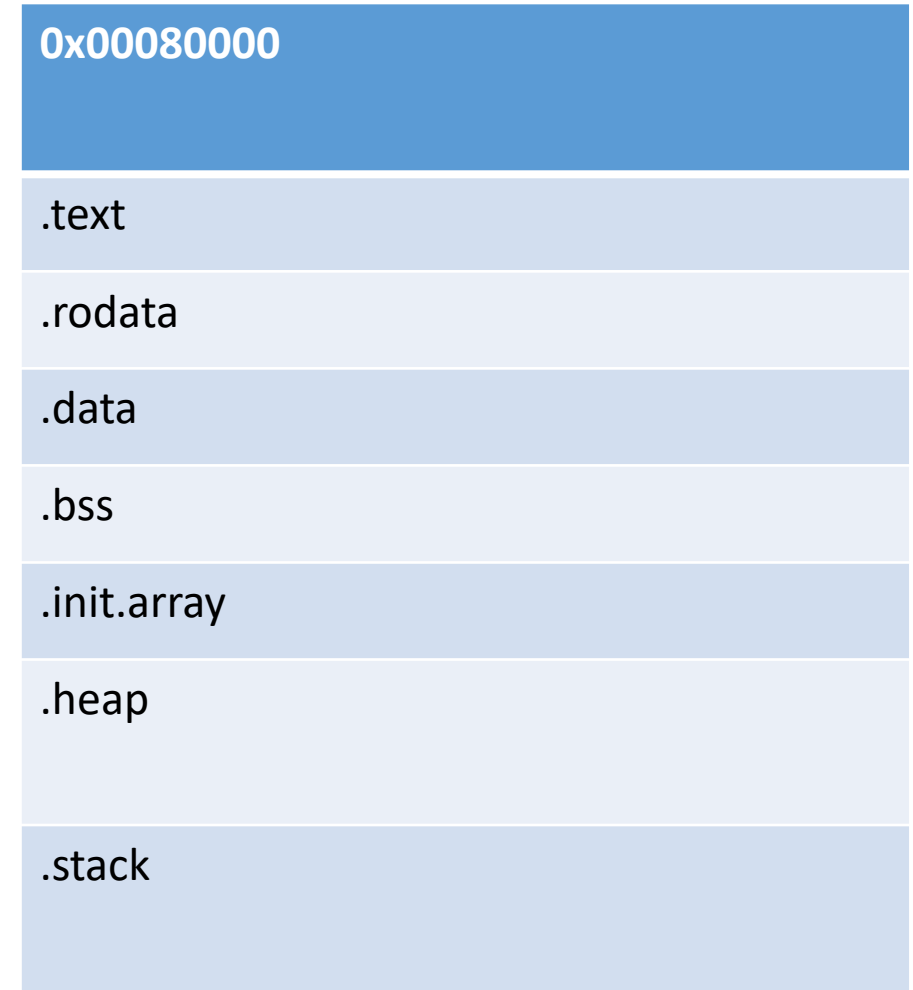 0x00080000
.text
.rodata
.data
.bss
.init.array
.heap
.stack